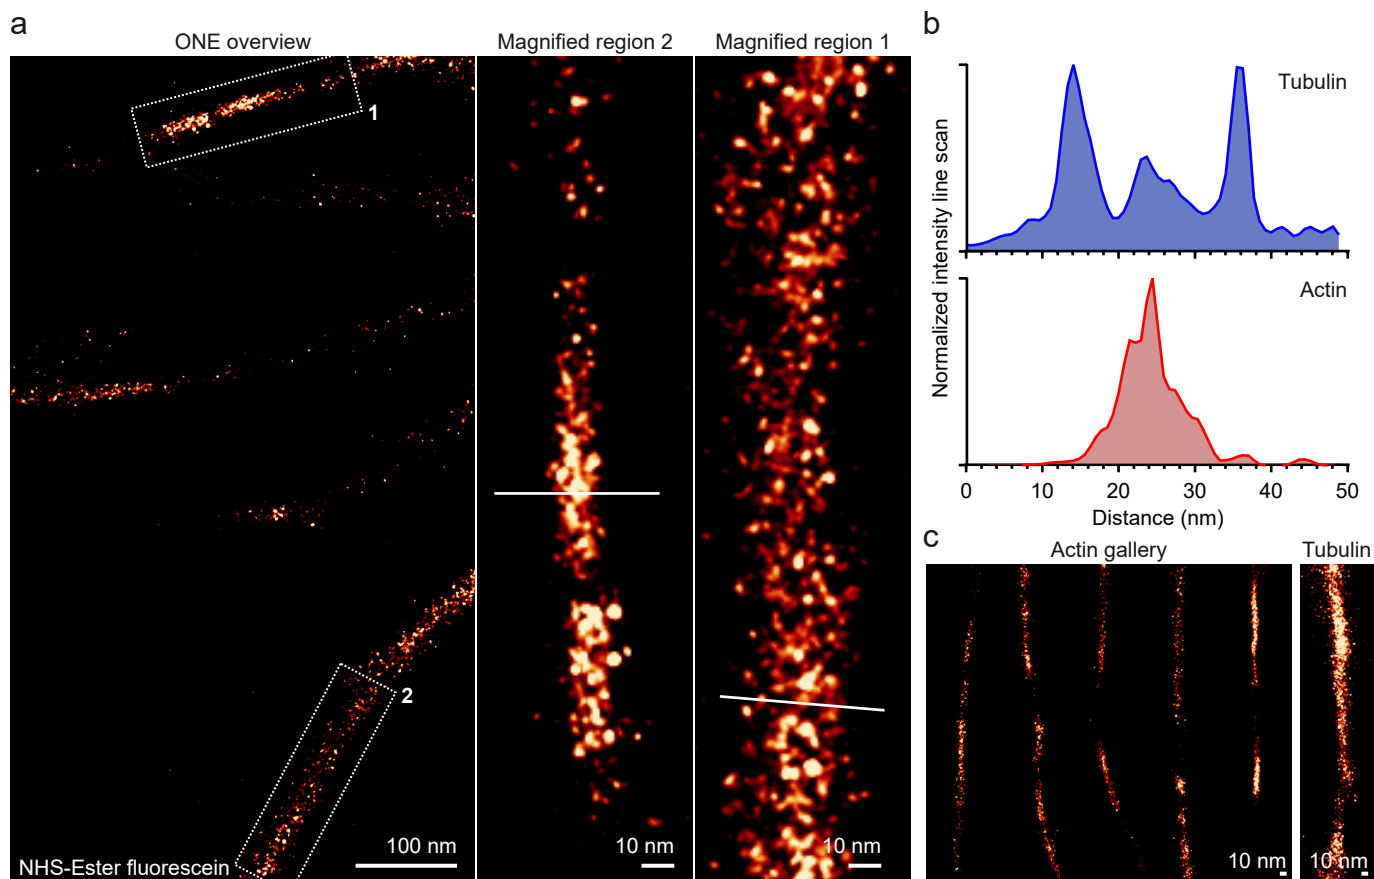 a
ONE overview
Magnified region 2
Magnified region 1
1
2
100 nm
NHS-Ester fluorescein
10 nm
10 nm
b
Normalized intensity line scan
Tubulin
Actin
0 10 20 30 40 50
Distance (nm)
c
Actin gallery
Tubulin
10 nm
10 nm